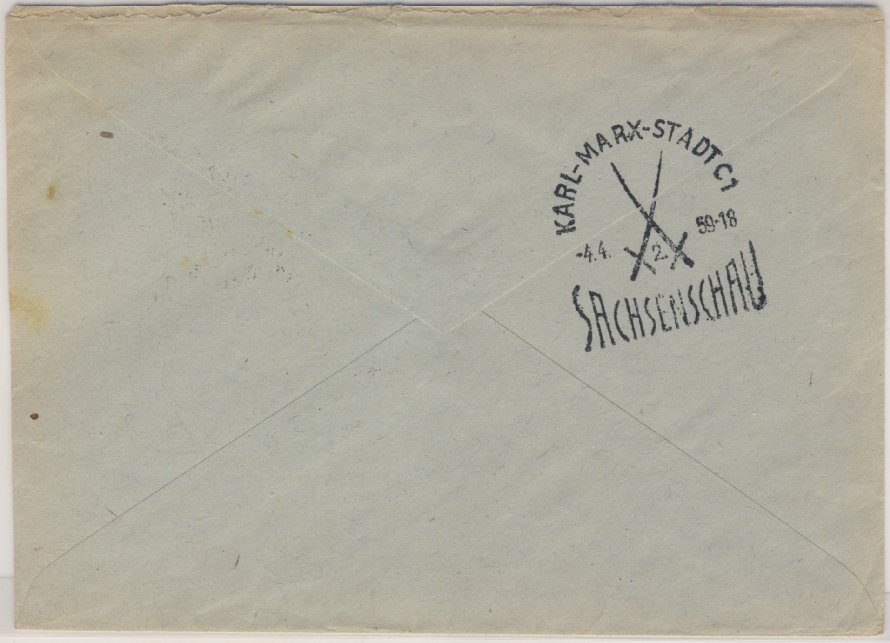 KARL-MARX-STADT C1
-4.4. 2. 59-18
SACHSENSCHAU